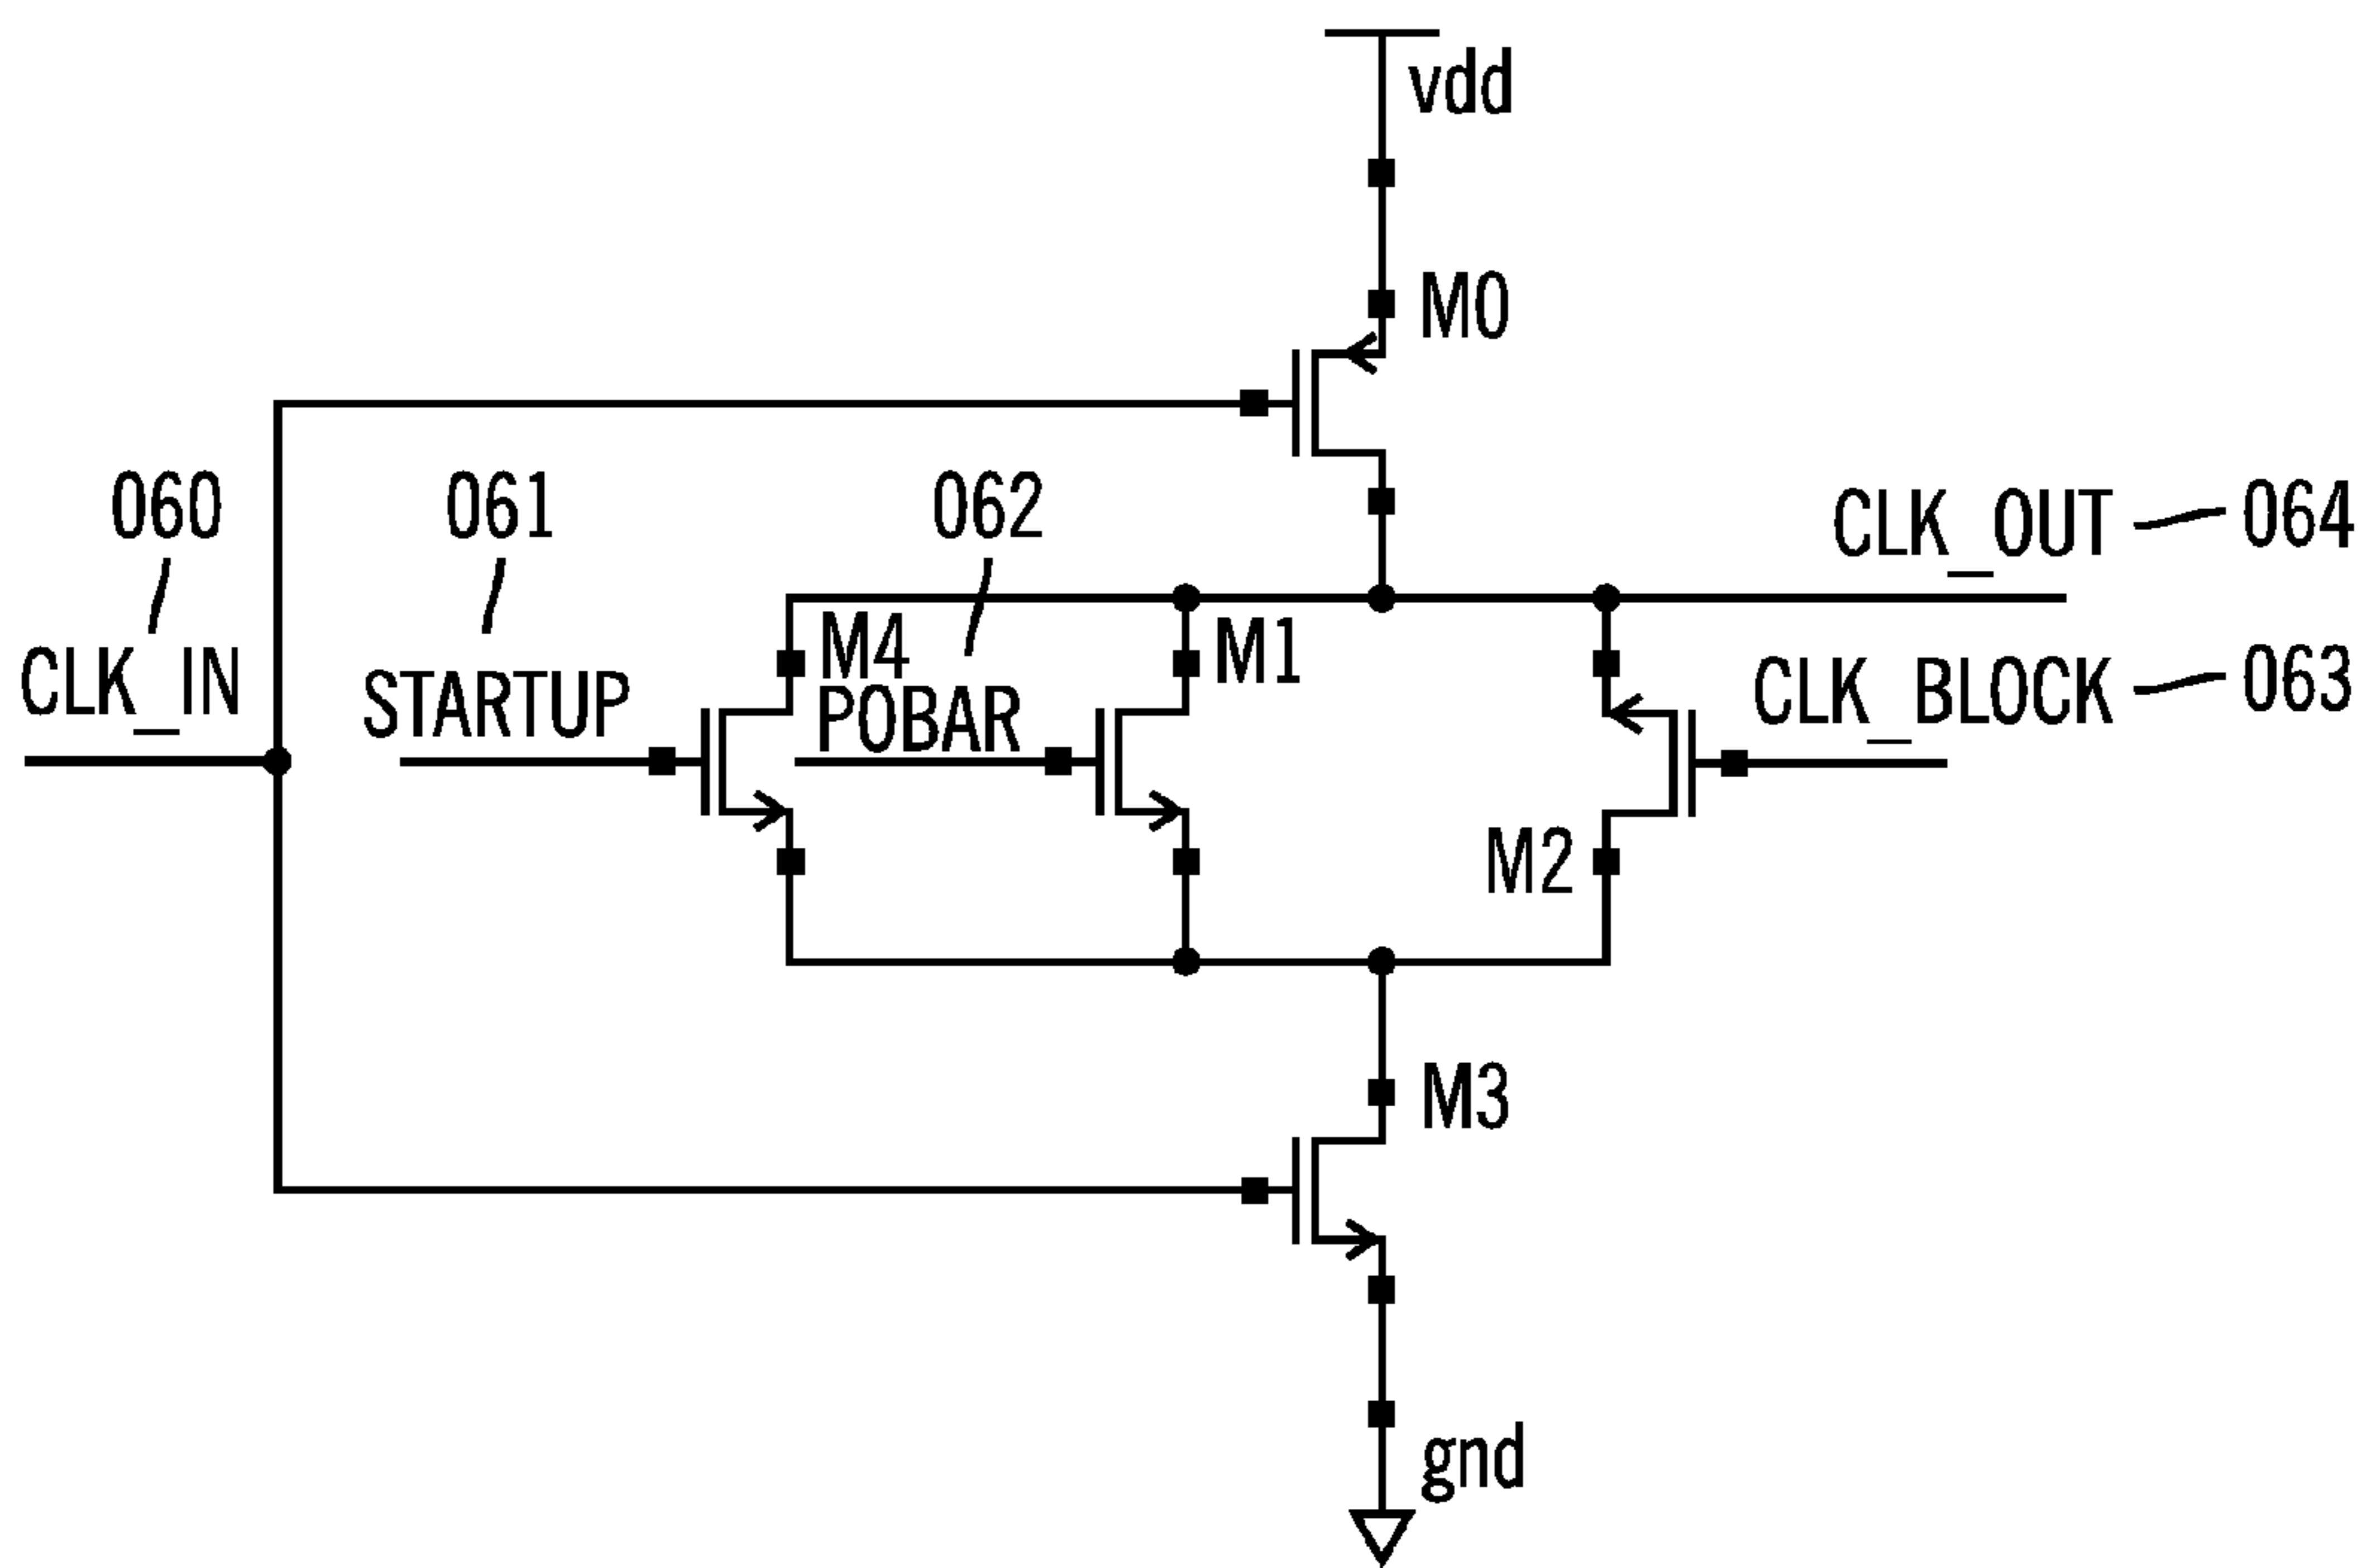 vdd
M0
060
061
062
CLK_OUT
064
CLK_IN
STARTUP
M4
POBAR
M1
CLK_BLOCK
063
M2
M3
gnd